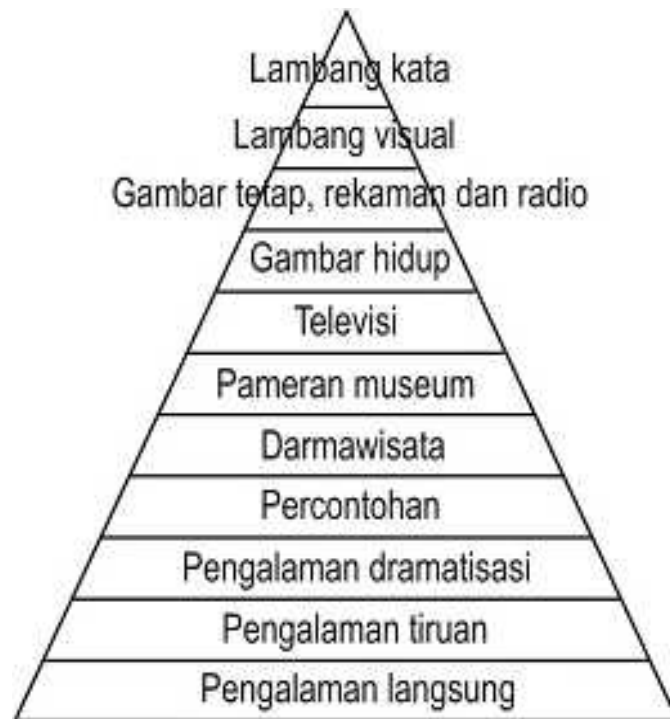 Lambang kata
Lambang visual
Gambar tetap, rekaman dan radio
Gambar hidup
Televisi
Pameran museum
Darmawisata
Percontohan
Pengalaman dramatisasi
Pengalaman tiruan
Pengalaman langsung